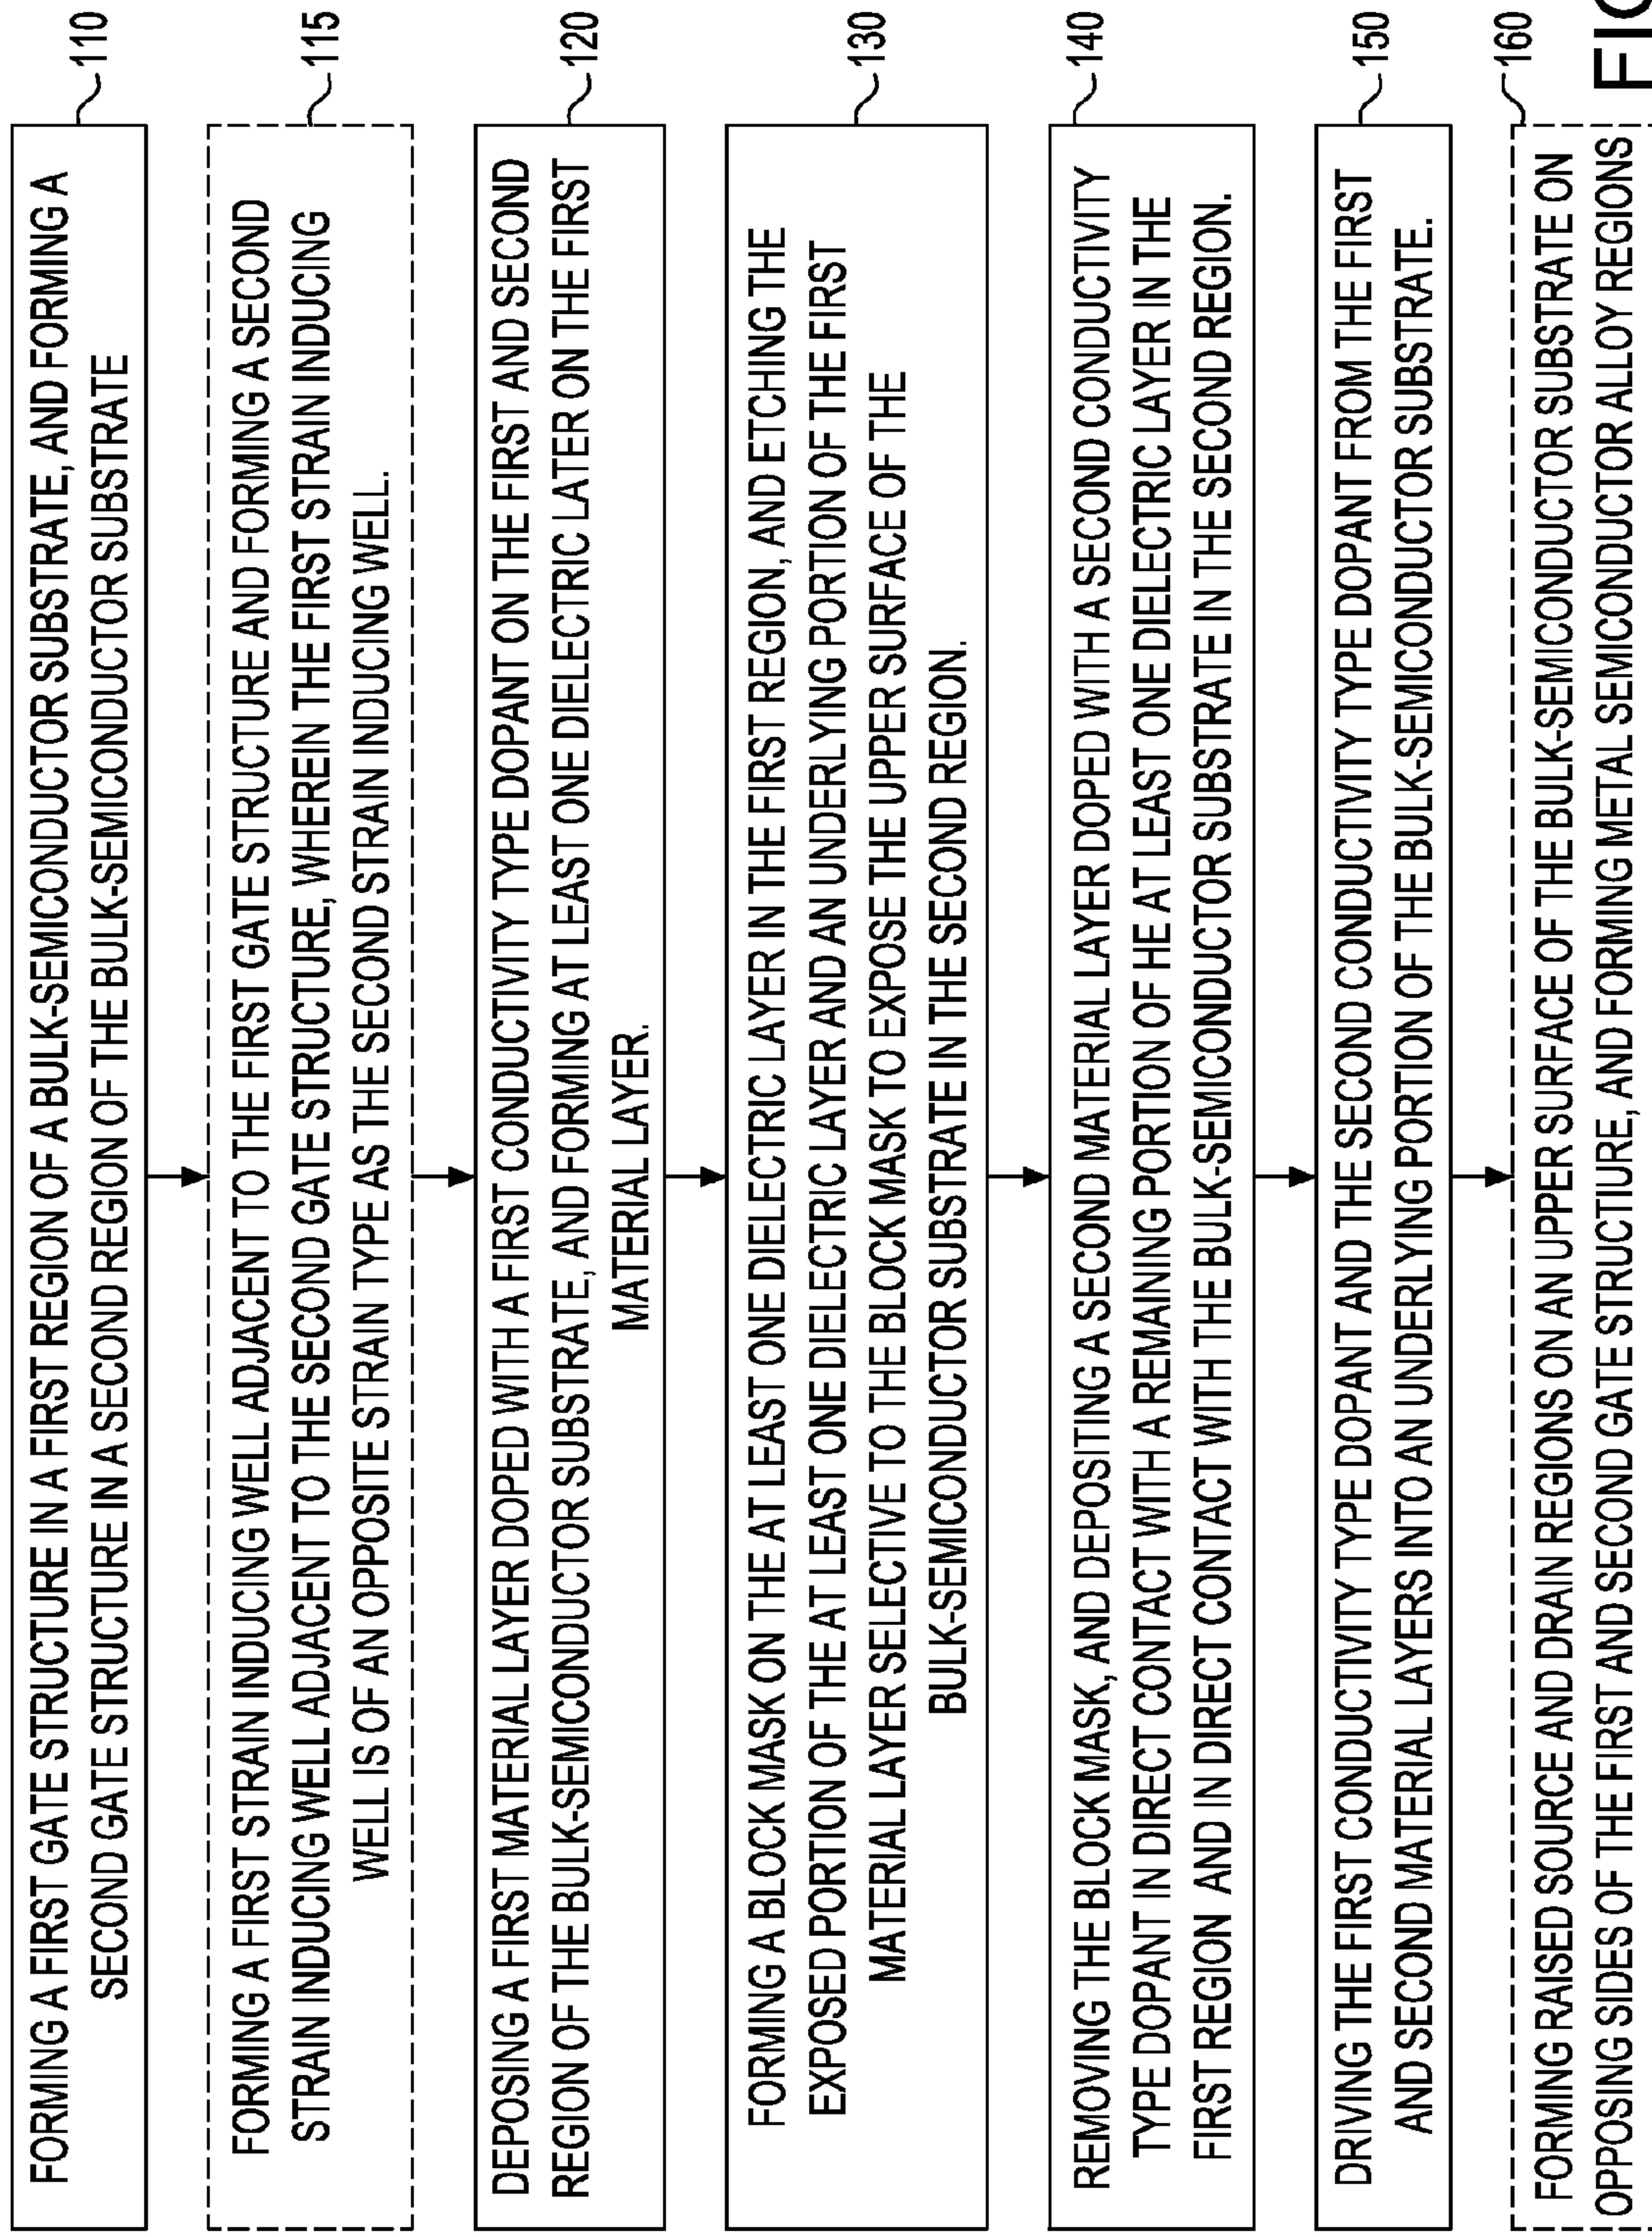 FORMING A FIRST GATE STRUCTURE IN A FIRST REGION OF A BULK-SEMICONDUCTOR SUBSTRATE, AND FORMING A
SECOND GATE STRUCTURE IN A SECOND REGION OF THE BULK-SEMICONDUCTOR SUBSTRATE
110
FORMING A FIRST STRAIN INDUCING WELL ADJACENT TO THE FIRST GATE STRUCTURE AND FORMING A SECOND
STRAIN INDUCING WELL ADJACENT TO THE SECOND GATE STRUCTURE, WHEREIN THE FIRST STRAIN INDUCING
WELL IS OF AN OPPOSITE STRAIN TYPE AS THE SECOND STRAIN INDUCING WELL.
115
DEPOSING A FIRST MATERIAL LAYER DOPED WITH A FIRST CONDUCTIVITY TYPE DOPANT ON THE FIRST AND SECOND
REGION OF THE BULK-SEMICONDUCTOR SUBSTRATE, AND FORMING AT LEAST ONE DIELECTRIC LATER ON THE FIRST
MATERIAL LAYER.
120
FORMING A BLOCK MASK ON THE AT LEAST ONE DIELECTRIC LAYER IN THE FIRST REGION, AND ETCHING THE
EXPOSED PORTION OF THE AT LEAST ONE DIELECTRIC LAYER AND AN UNDERLYING PORTION OF THE FIRST
MATERIAL LAYER SELECTIVE TO THE BLOCK MASK TO EXPOSE THE UPPER SURFACE OF THE
BULK-SEMICONDUCTOR SUBSTRATE IN THE SECOND REGION.
130
REMOVING THE BLOCK MASK, AND DEPOSITING A SECOND MATERIAL LAYER DOPED WITH A SECOND CONDUCTIVITY
TYPE DOPANT IN DIRECT CONTACT WITH A REMAINING PORTION OF HE AT LEAST ONE DIELECTRIC LAYER IN THE
FIRST REGION AND IN DIRECT CONTACT WITH THE BULK-SEMICONDUCTOR SUBSTRATE IN THE SECOND REGION.
140
DRIVING THE FIRST CONDUCTIVITY TYPE DOPANT AND THE SECOND CONDUCTIVITY TYPE DOPANT FROM THE FIRST
AND SECOND MATERIAL LAYERS INTO AN UNDERLYING PORTION OF THE BULK-SEMICONDUCTOR SUBSTRATE.
150
FORMING RAISED SOURCE AND DRAIN REGIONS ON AN UPPER SURFACE OF THE BULK-SEMICONDUCTOR SUBSTRATE ON
OPPOSING SIDES OF THE FIRST AND SECOND GATE STRUCTURE, AND FORMING METAL SEMICONDUCTOR ALLOY REGIONS
160